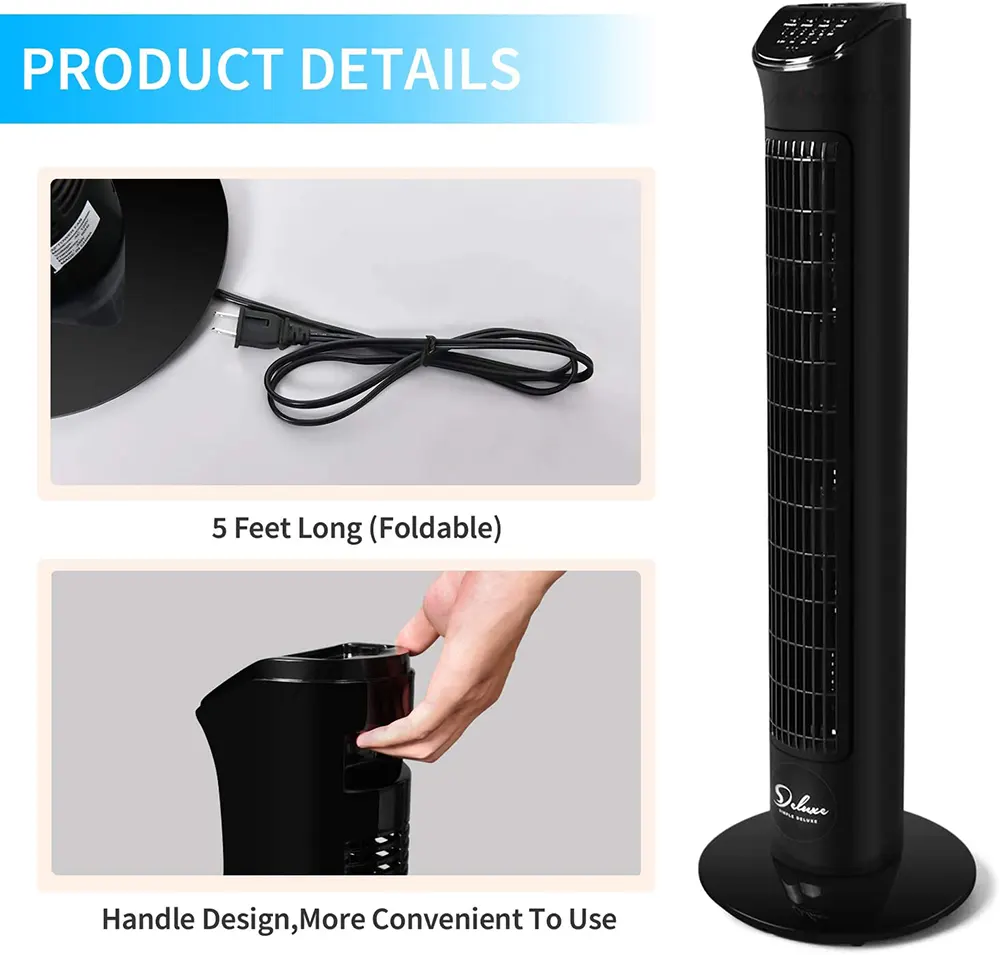 PRODUCT DETAILS
5 Feet Long (Foldable)
Handle Design,More Convenient To Use
Deluxe
SIMPLE DELUXE